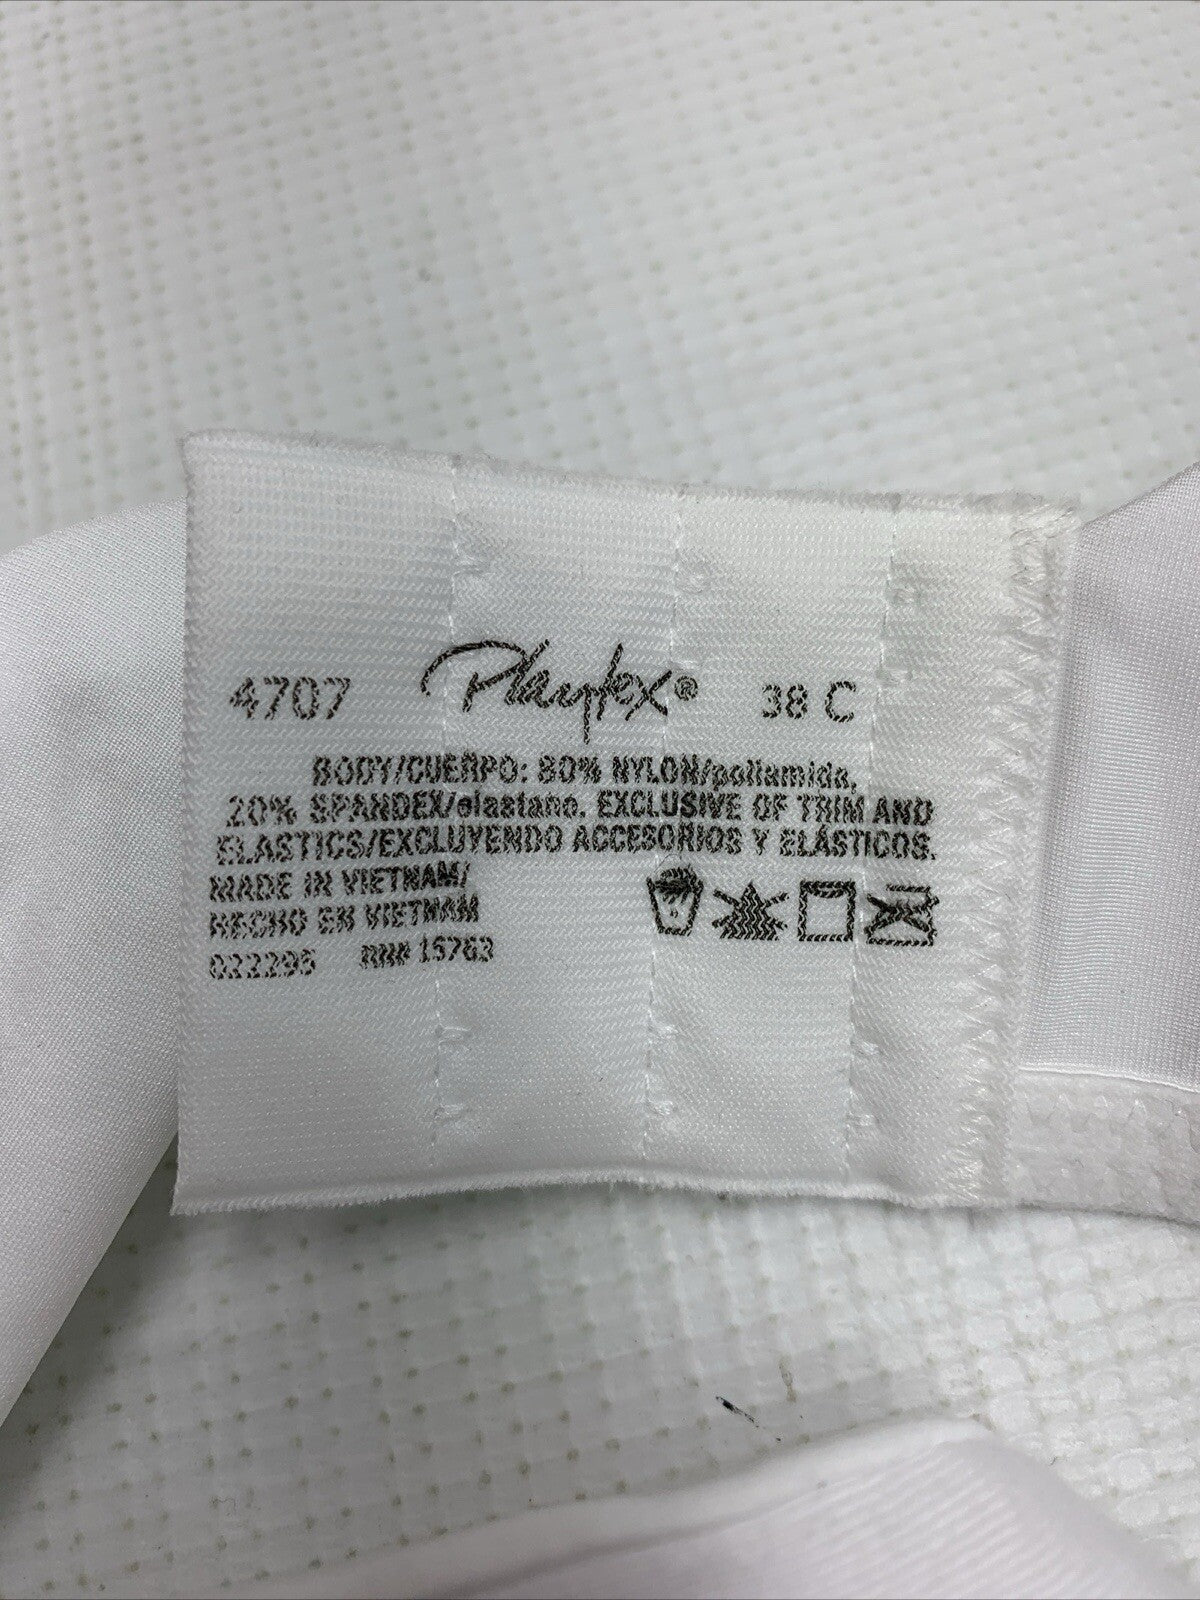 4707 Playtex® 38 C
BODY/CUERPO: 80% NYLON/poliamida,
20% SPANDEX/elastano. EXCLUSIVE OF TRIM AND
ELASTICS/EXCLUYENDO ACCESORIOS Y ELÁSTICOS.
MADE IN VIETNAM/
HECHO EN VIETNAM
022295 RN# 15763